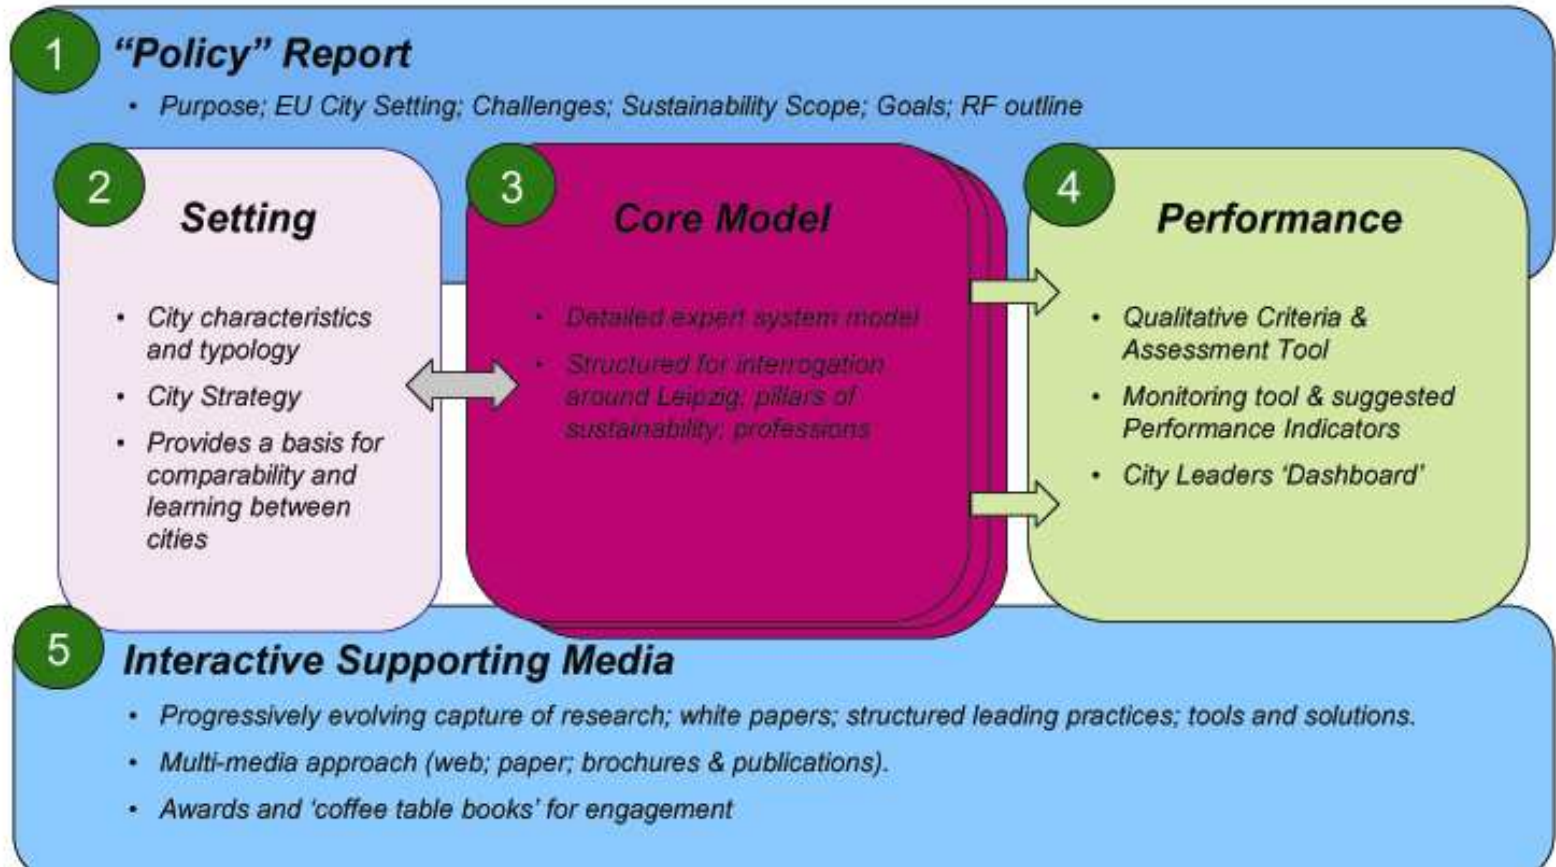 1
“Policy” Report
• Purpose; EU City Setting; Challenges; Sustainability Scope; Goals; RF outline
2
Setting
• City characteristics
and typology
• City Strategy
• Provides a basis for
comparability and
learning between
cities
3
Core Model
• Detailed expert system model
• Structured for interrogation
around Leipzig; pillars of
sustainability; professions
4
Performance
• Qualitative Criteria &
Assessment Tool
• Monitoring tool & suggested
Performance Indicators
• City Leaders ‘Dashboard’
5
Interactive Supporting Media
• Progressively evolving capture of research; white papers; structured leading practices; tools and solutions.
• Multi-media approach (web; paper; brochures & publications).
• Awards and ‘coffee table books’ for engagement